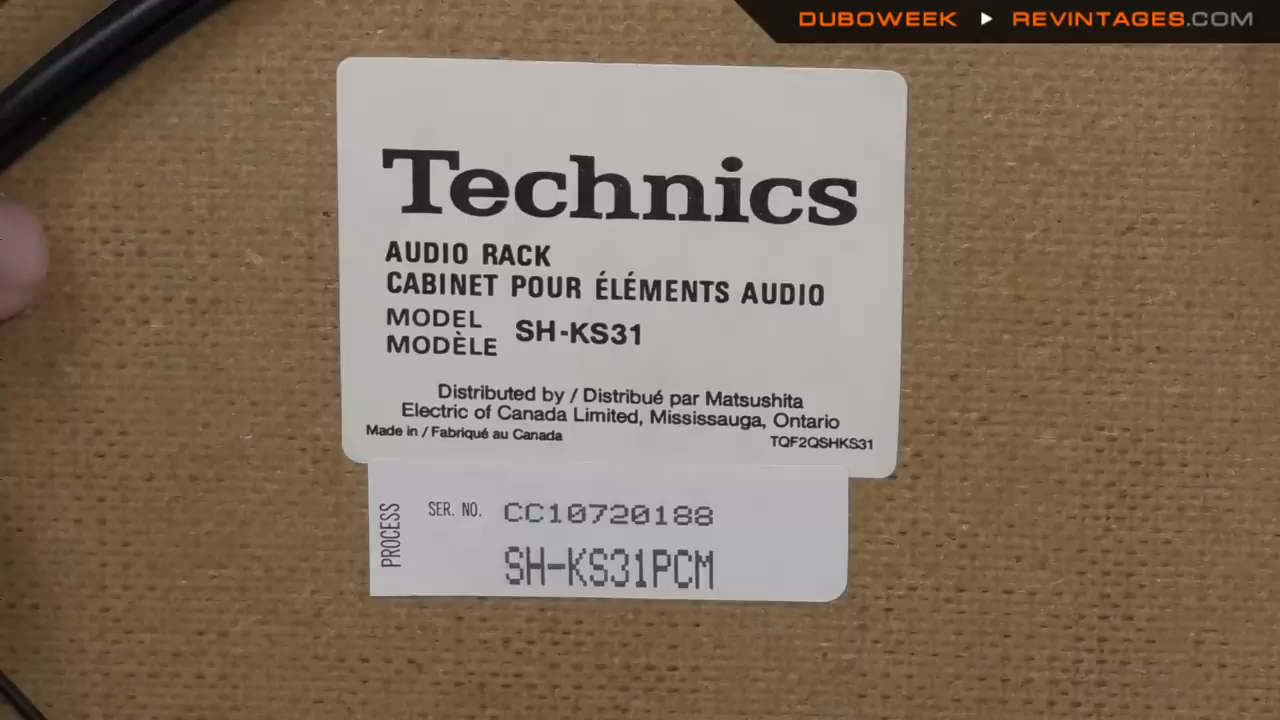 DUBOWEEK ▶ REVINTAGES.COM
Technics
AUDIO RACK
CABINET POUR ÉLÉMENTS AUDIO
MODEL
MODÈLE
SH-KS31
Distributed by / Distribué par Matsushita
Electric of Canada Limited, Mississauga, Ontario
Made in / Fabriqué au Canada
TQF2QSHKS31
PROCESS
SER. NO. CC10720188
SH-KS31PCM